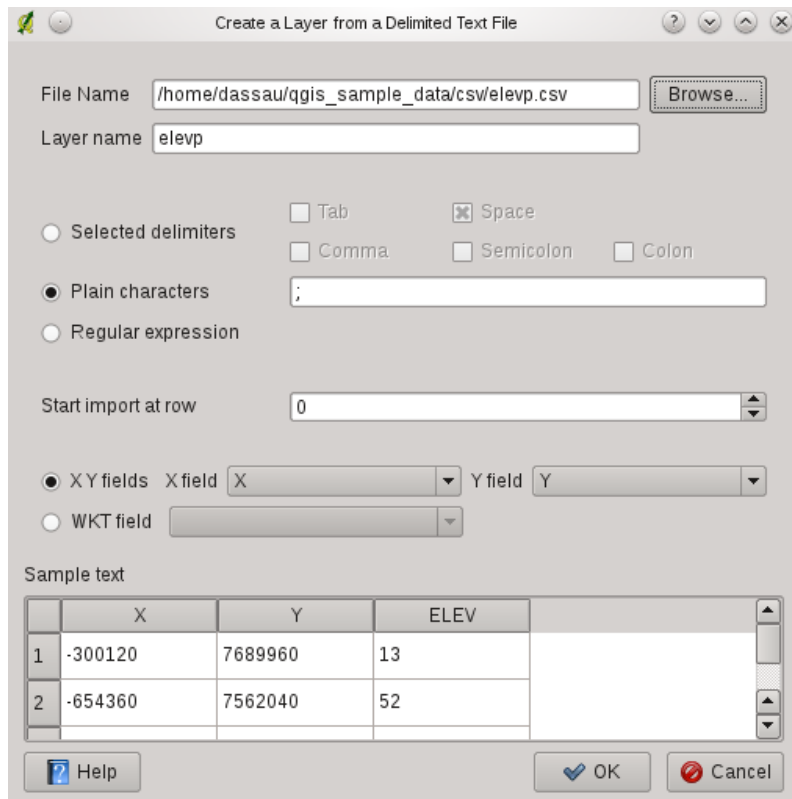 Create a Layer from a Delimited Text File
File Name /home/dassau/qgis_sample_data/csv/elevp.csv Browse...
Layer name elevp
Selected delimiters Tab Space
Comma Semicolon Colon
Plain characters ;
Regular expression
Start import at row 0
X Y fields X field X Y field Y
WKT field
Sample text
X Y ELEV
1 -300120 7689960 13
2 -654360 7562040 52
Help OK Cancel